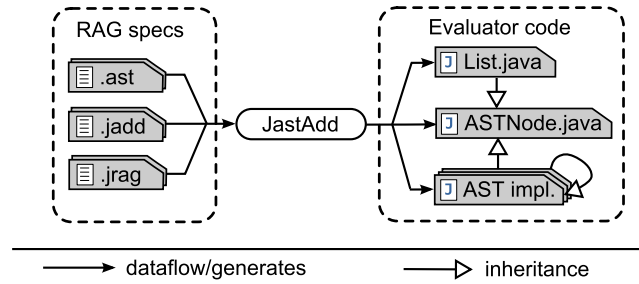 RAG specs
.ast
.jadd
.jrag
JastAdd
Evaluator code
J List.java
J ASTNode.java
J AST impl.
dataflow/generates
inheritance